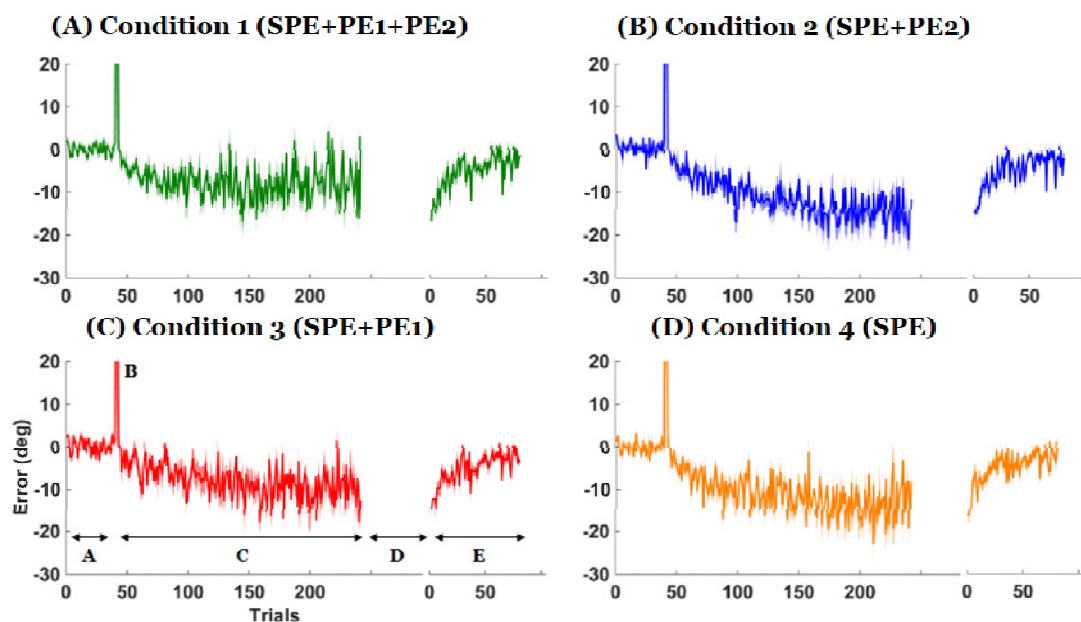 (A) Condition 1 (SPE+PE1+PE2)
20
10
0
-10
-20
-30
0 50 100 150 200 0 50
(B) Condition 2 (SPE+PE2)
20
10
0
-10
-20
-30
0 50 100 150 200 0 50
(C) Condition 3 (SPE+PE1)
Error (deg)
20
10
0
-10
-20
-30
B
A C D E
0 50 100 150 200 0 50
Trials
(D) Condition 4 (SPE)
20
10
0
-10
-20
-30
0 50 100 150 200 0 50